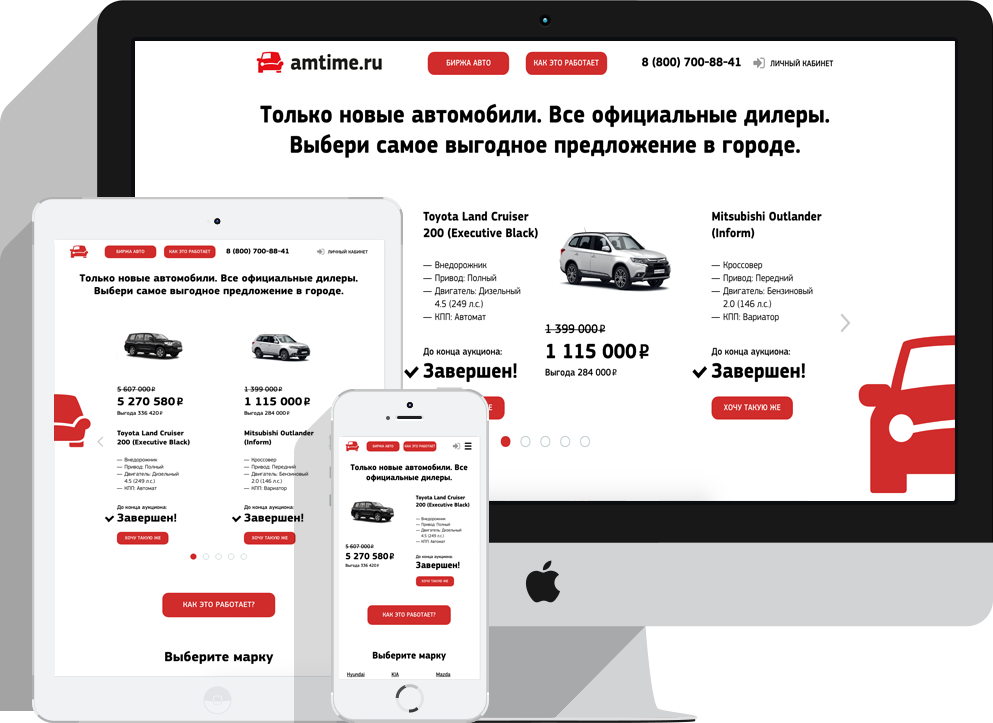 amtime.ru
БИРЖА АВТО
КАК ЭТО РАБОТАЕТ
8 (800) 700-88-41
ЛИЧНЫЙ КАБИНЕТ
Только новые автомобили. Все официальные дилеры.
Выбери самое выгодное предложение в городе.
Toyota Land Cruiser
200 (Executive Black)
— Внедорожник
— Привод: Полный
— Двигатель: Дизельный
4.5 (249 л.с.)
— КПП: Автомат
До конца аукциона:
Завершен!
1 399 000 ₽
1 115 000 ₽
Выгода 284 000 ₽
Mitsubishi Outlander
(Inform)
— Кроссовер
— Привод: Передний
— Двигатель: Бензиновый
2.0 (146 л.с.)
— КПП: Вариатор
До конца аукциона:
Завершен!
ХОЧУ ТАКУЮ ЖЕ
БИРЖА АВТО
КАК ЭТО РАБОТАЕТ
8 (800) 700-88-41
ЛИЧНЫЙ КАБИНЕТ
Только новые автомобили. Все официальные дилеры.
Выбери самое выгодное предложение в городе.
5 607 000 ₽
5 270 580 ₽
Выгода 336 420 ₽
Toyota Land Cruiser
200 (Executive Black)
— Внедорожник
— Привод: Полный
— Двигатель: Дизельный
4.5 (249 л.с.)
— КПП: Автомат
До конца аукциона:
Завершен!
ХОЧУ ТАКУЮ ЖЕ
1 399 000 ₽
1 115 000 ₽
Выгода 284 000 ₽
Mitsubishi Outlander
(Inform)
— Кроссовер
— Привод: Передний
— Двигатель: Бензиновый
2.0 (146 л.с.)
— КПП: Вариатор
До конца аукциона:
Завершен!
ХОЧУ ТАКУЮ ЖЕ
КАК ЭТО РАБОТАЕТ?
Выберите марку
БИРЖА АВТО
КАК ЭТО РАБОТАЕТ
Только новые автомобили. Все
официальные дилеры.
5 607 000 ₽
5 270 580 ₽
Выгода 336 420 ₽
Toyota Land Cruiser
200 (Executive Black)
— Внедорожник
— Привод: Полный
— Двигатель: Дизельный
4.5 (249 л.с.)
— КПП: Автомат
До конца аукциона:
Завершен!
ХОЧУ ТАКУЮ ЖЕ
КАК ЭТО РАБОТАЕТ?
Выберите марку
Hyundai
KIA
Mazda